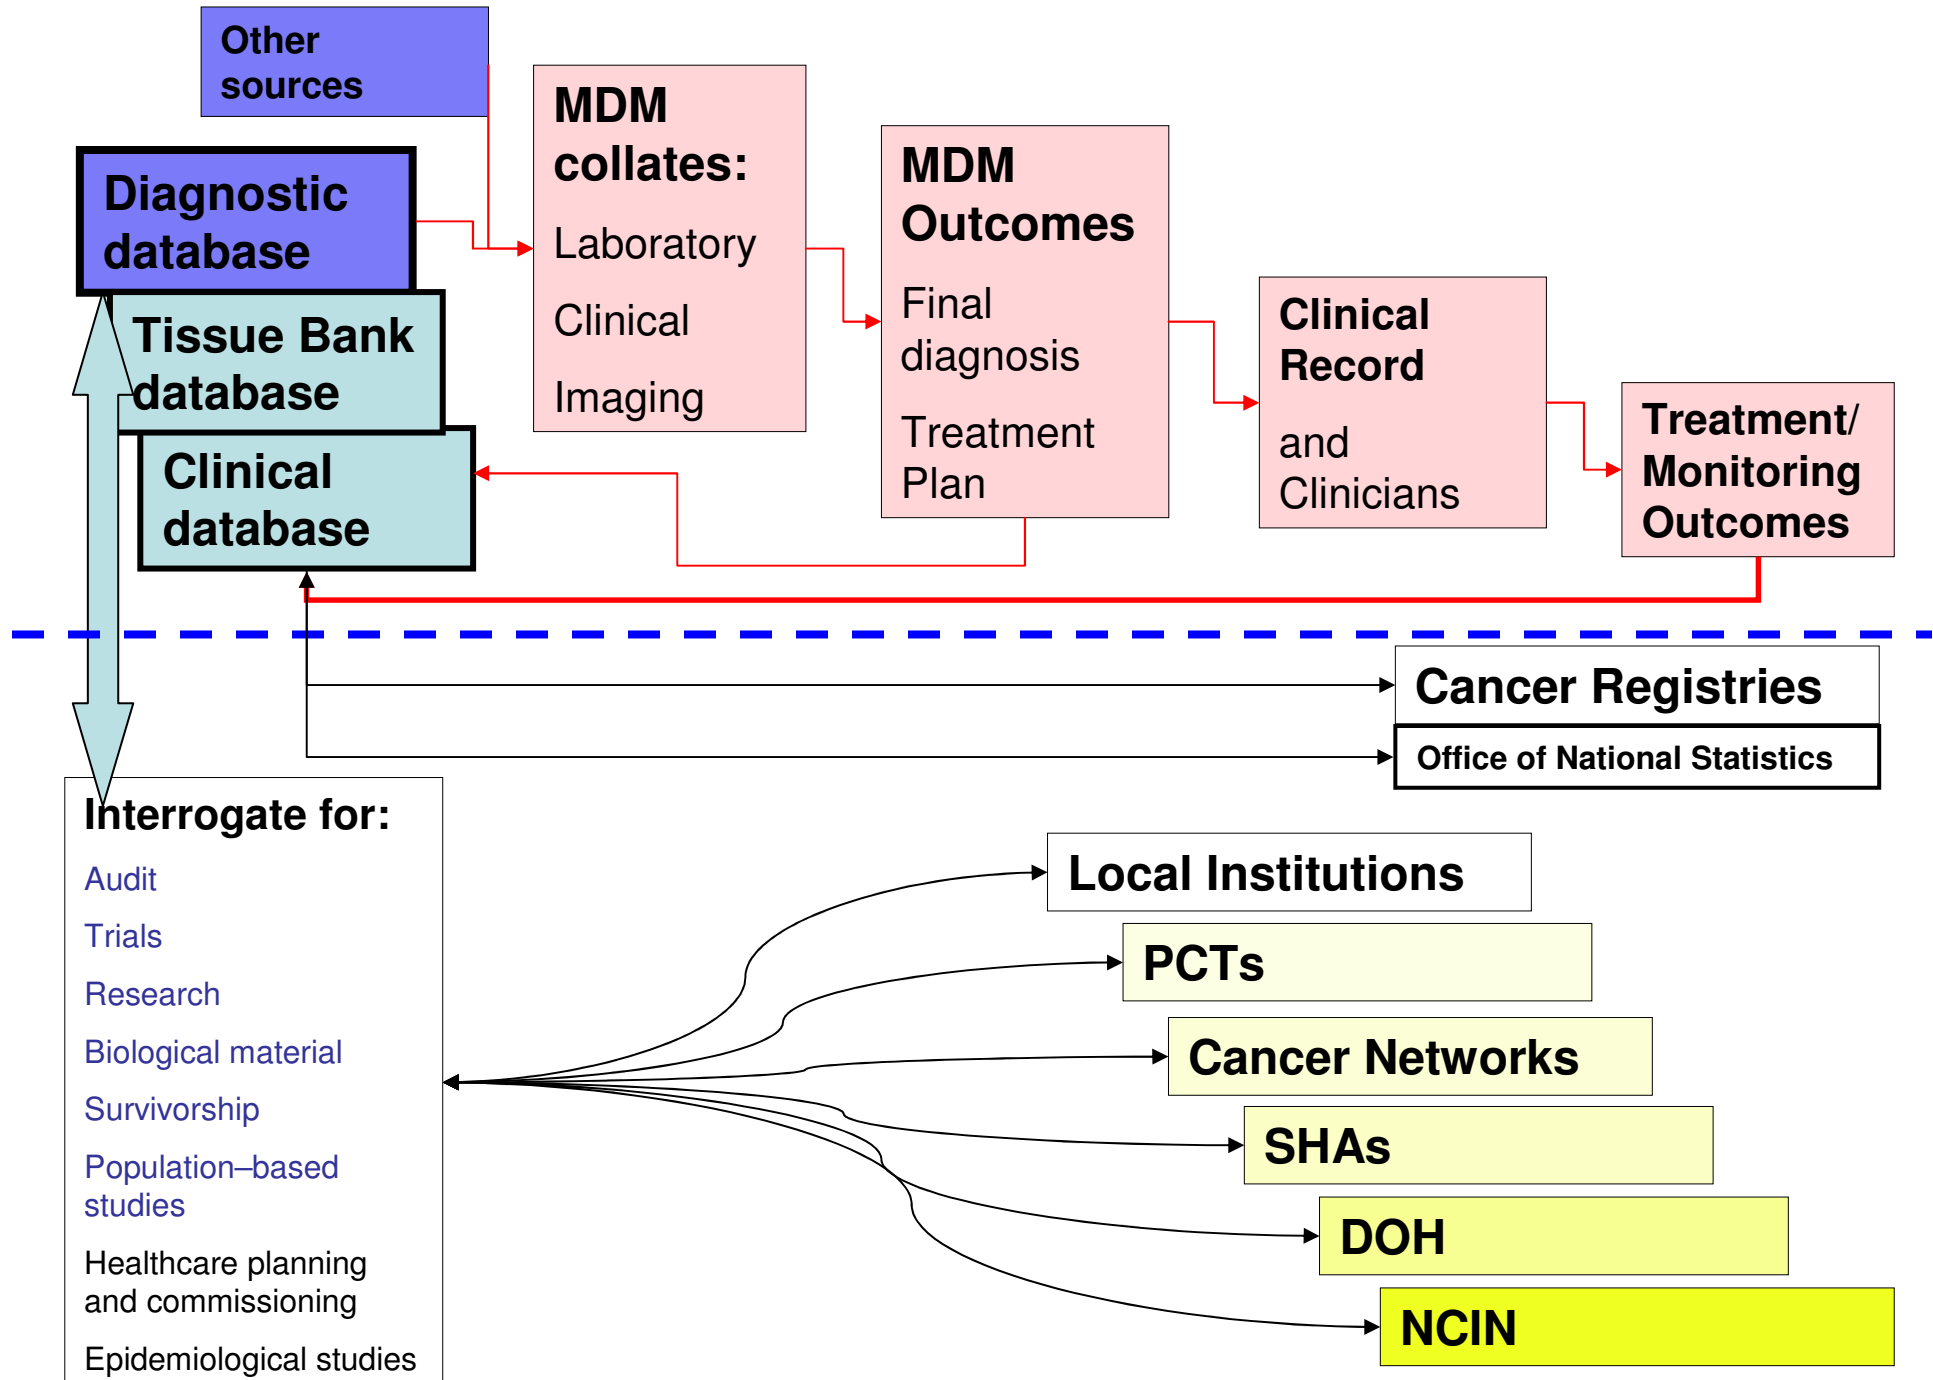 Other
sources
Diagnostic
database
Tissue Bank
database
Clinical
database
MDM
collates:
Laboratory
Clinical
Imaging
MDM
Outcomes
Final
diagnosis
Treatment
Plan
Clinical
Record
and
Clinicians
Treatment/
Monitoring
Outcomes
Cancer Registries
Office of National Statistics
Interrogate for:
Audit
Trials
Research
Biological material
Survivorship
Population–based
studies
Healthcare planning
and commissioning
Epidemiological studies
Local Institutions
PCTs
Cancer Networks
SHAs
DOH
NCIN